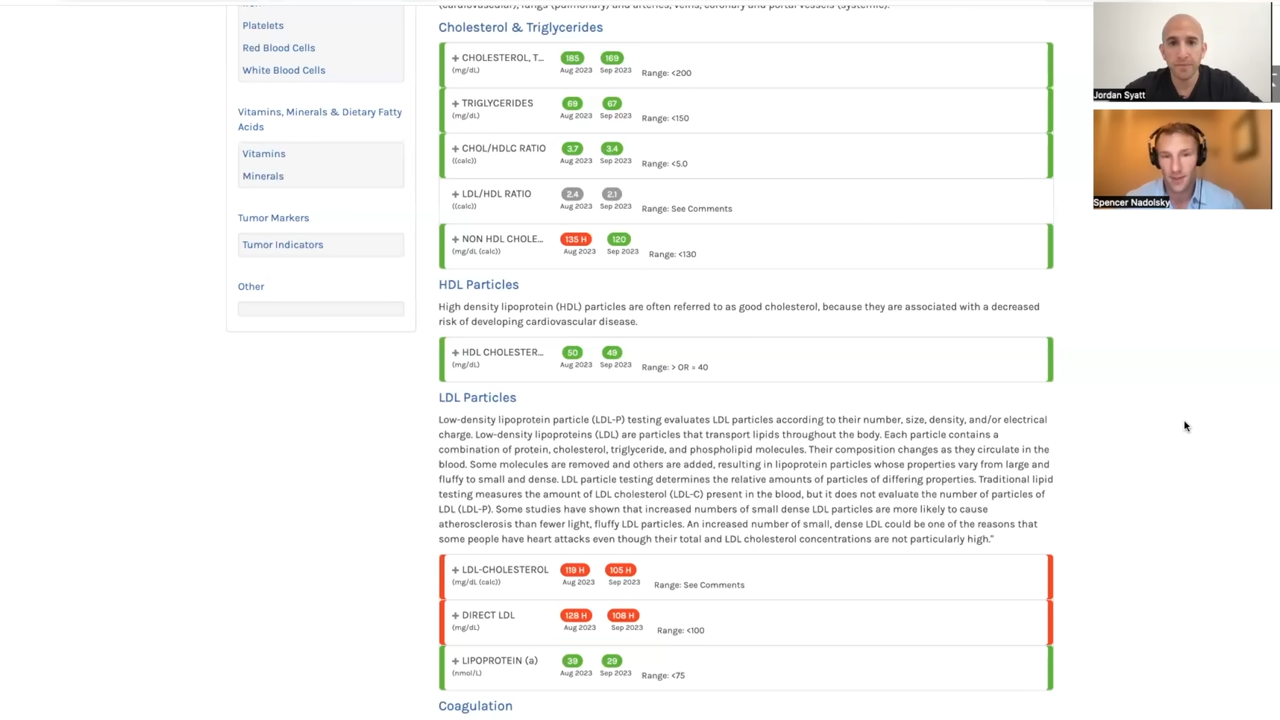 Platelets
Red Blood Cells
White Blood Cells
Vitamins, Minerals & Dietary Fatty
Acids
Vitamins
Minerals
Tumor Markers
Tumor Indicators
Other
(cardiovascular), lungs (pulmonary) and arteries, veins, coronary and portal vessels (systemic).
Cholesterol & Triglycerides
+ CHOLESTEROL, T... 185 169
(mg/dL) Aug 2023 Sep 2023 Range: <200
+ TRIGLYCERIDES 69 67
(mg/dL) Aug 2023 Sep 2023 Range: <150
+ CHOL/HDLC RATIO 3.7 3.4
((calc)) Aug 2023 Sep 2023 Range: <5.0
+ LDL/HDL RATIO 2.4 2.1
((calc)) Aug 2023 Sep 2023 Range: See Comments
+ NON HDL CHOLE... 135 H 120
(mg/dL (calc)) Aug 2023 Sep 2023 Range: <130
HDL Particles
High density lipoprotein (HDL) particles are often referred to as good cholesterol, because they are associated with a decreased
risk of developing cardiovascular disease.
+ HDL CHOLESTER... 50 49
(mg/dL) Aug 2023 Sep 2023 Range: > OR = 40
LDL Particles
Low-density lipoprotein particle (LDL-P) testing evaluates LDL particles according to their number, size, density, and/or electrical
charge. Low-density lipoproteins (LDL) are particles that transport lipids throughout the body. Each particle contains a
combination of protein, cholesterol, triglyceride, and phospholipid molecules. Their composition changes as they circulate in the
blood. Some molecules are removed and others are added, resulting in lipoprotein particles whose properties vary from large and
fluffy to small and dense. LDL particle testing determines the relative amounts of particles of differing properties. Traditional lipid
testing measures the amount of LDL cholesterol (LDL-C) present in the blood, but it does not evaluate the number of particles of
LDL (LDL-P). Some studies have shown that increased numbers of small dense LDL particles are more likely to cause
atherosclerosis than fewer light, fluffy LDL particles. An increased number of small, dense LDL could be one of the reasons that
some people have heart attacks even though their total and LDL cholesterol concentrations are not particularly high."
+ LDL-CHOLESTEROL 119 H 105 H
(mg/dL (calc)) Aug 2023 Sep 2023 Range: See Comments
+ DIRECT LDL 128 H 108 H
(mg/dL) Aug 2023 Sep 2023 Range: <100
+ LIPOPROTEIN (a) 39 29
(nmol/L) Aug 2023 Sep 2023 Range: <75
Coagulation
Jordan Syatt
Spencer Nadolsky